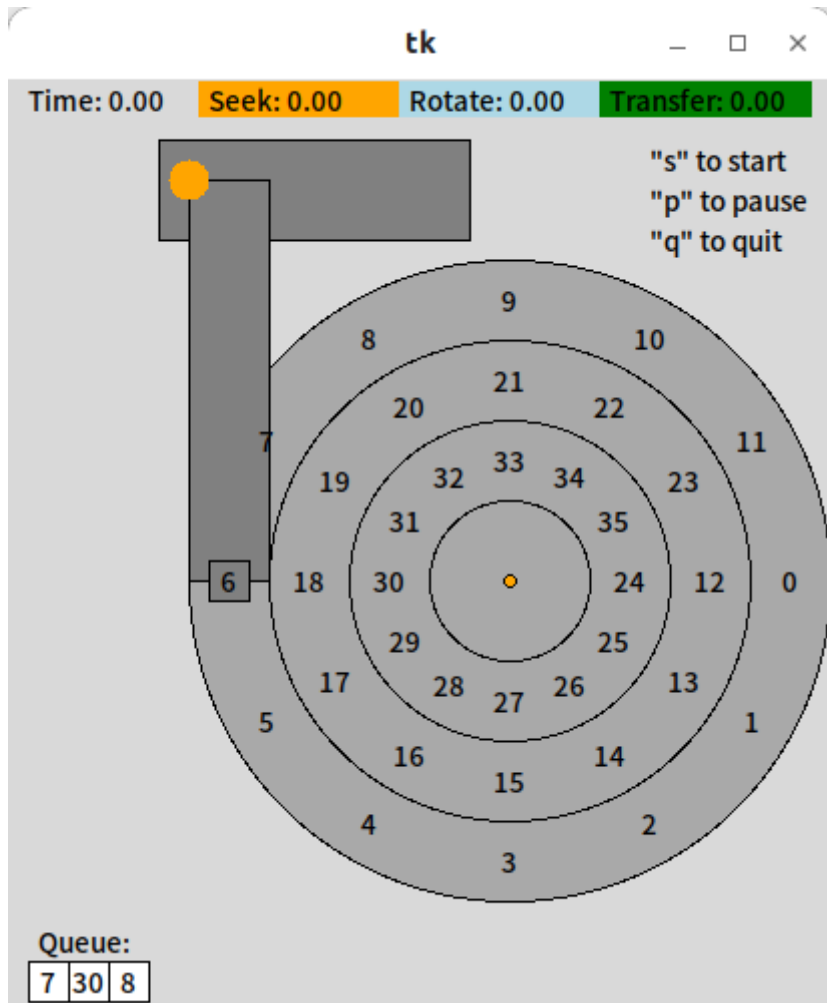 tk
Time: 0.00 Seek: 0.00 Rotate: 0.00 Transfer: 0.00
"s" to start
"p" to pause
"q" to quit
9
8 10
21
20 22
7 11
33
32 34
19 23
31 35
6 18 30 24 12 0
29 25
17 13
28 26
27
5 1
16 14
15
4 2
3
Queue:
7 30 8